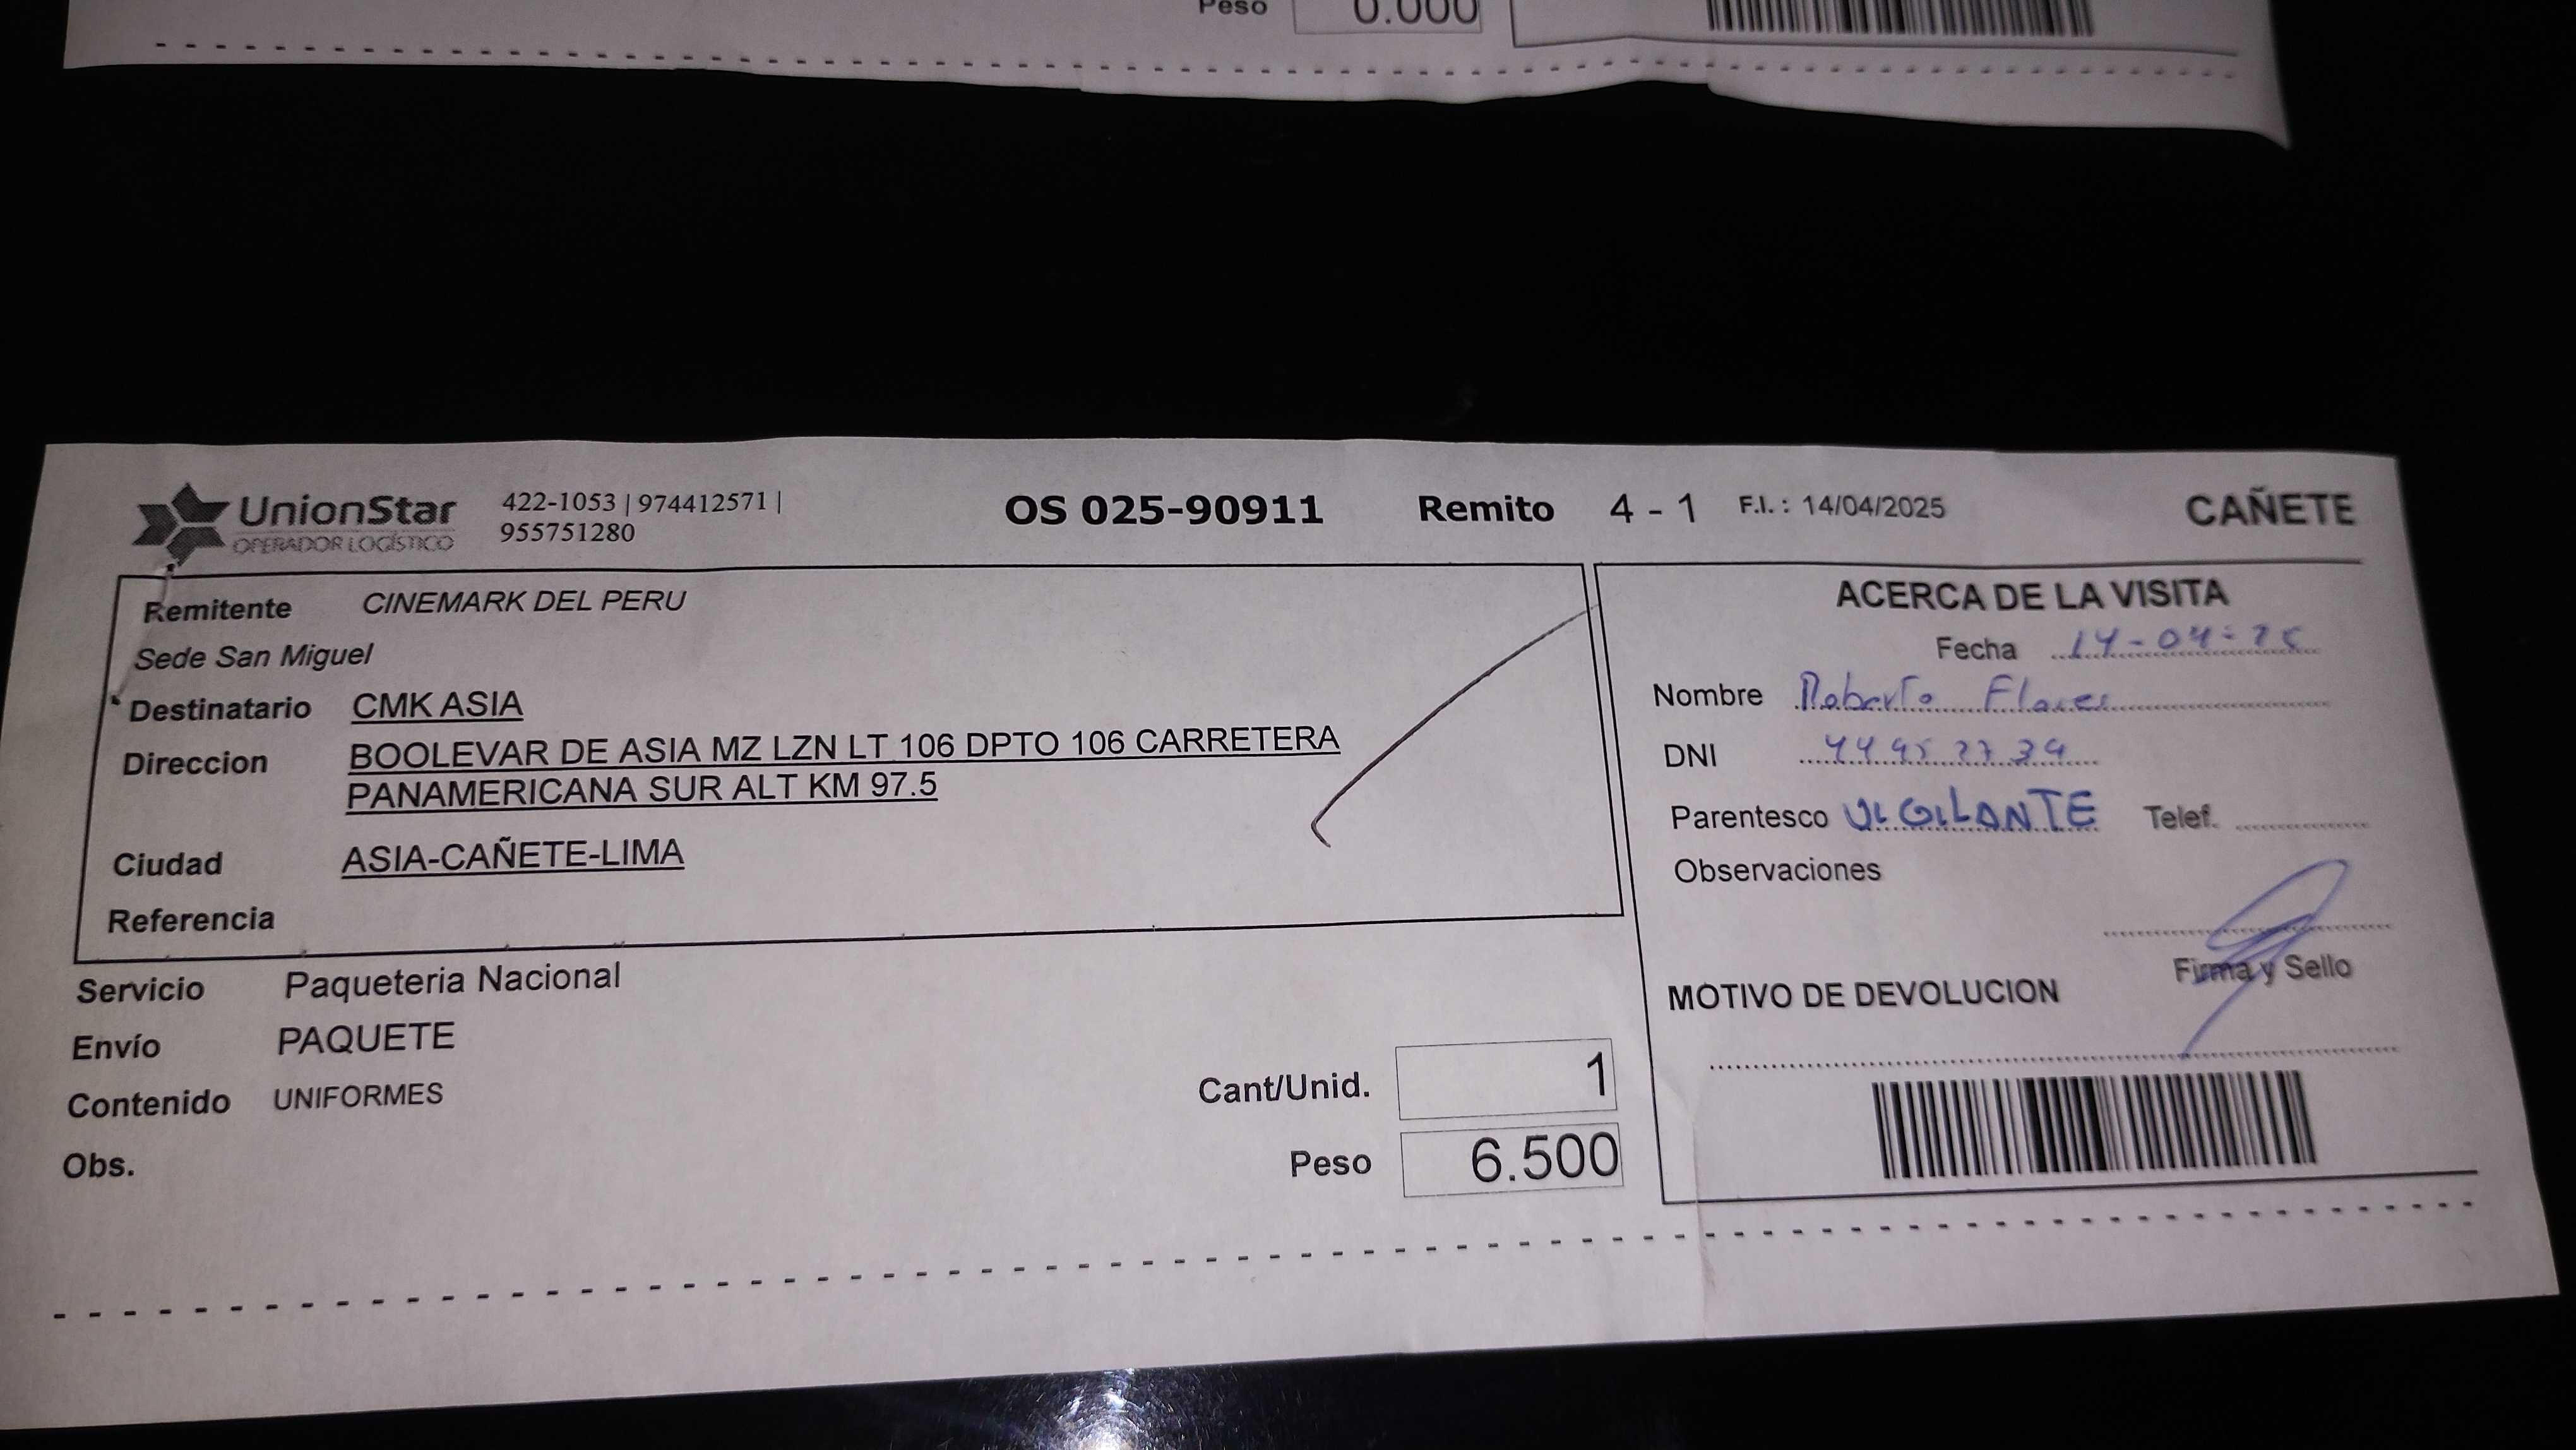 Peso 0.000
UnionStar
OPERADOR LOGÍSTICO
422-1053 | 974412571 |
955751280
OS 025-90911 Remito 4 - 1 F.I. : 14/04/2025 CAÑETE
Remitente CINEMARK DEL PERU
Sede San Miguel
Destinatario CMK ASIA
Direccion BOOLEVAR DE ASIA MZ LZN LT 106 DPTO 106 CARRETERA
PANAMERICANA SUR ALT KM 97.5
Ciudad ASIA-CAÑETE-LIMA
Referencia
Servicio Paqueteria Nacional
Envío PAQUETE
Contenido UNIFORMES
Obs.
Cant/Unid. 1
Peso 6.500
ACERCA DE LA VISITA
Fecha
Nombre Roberto Flores
DNI
Parentesco VIGILANTE Telef.
Observaciones
Firma y Sello
MOTIVO DE DEVOLUCION